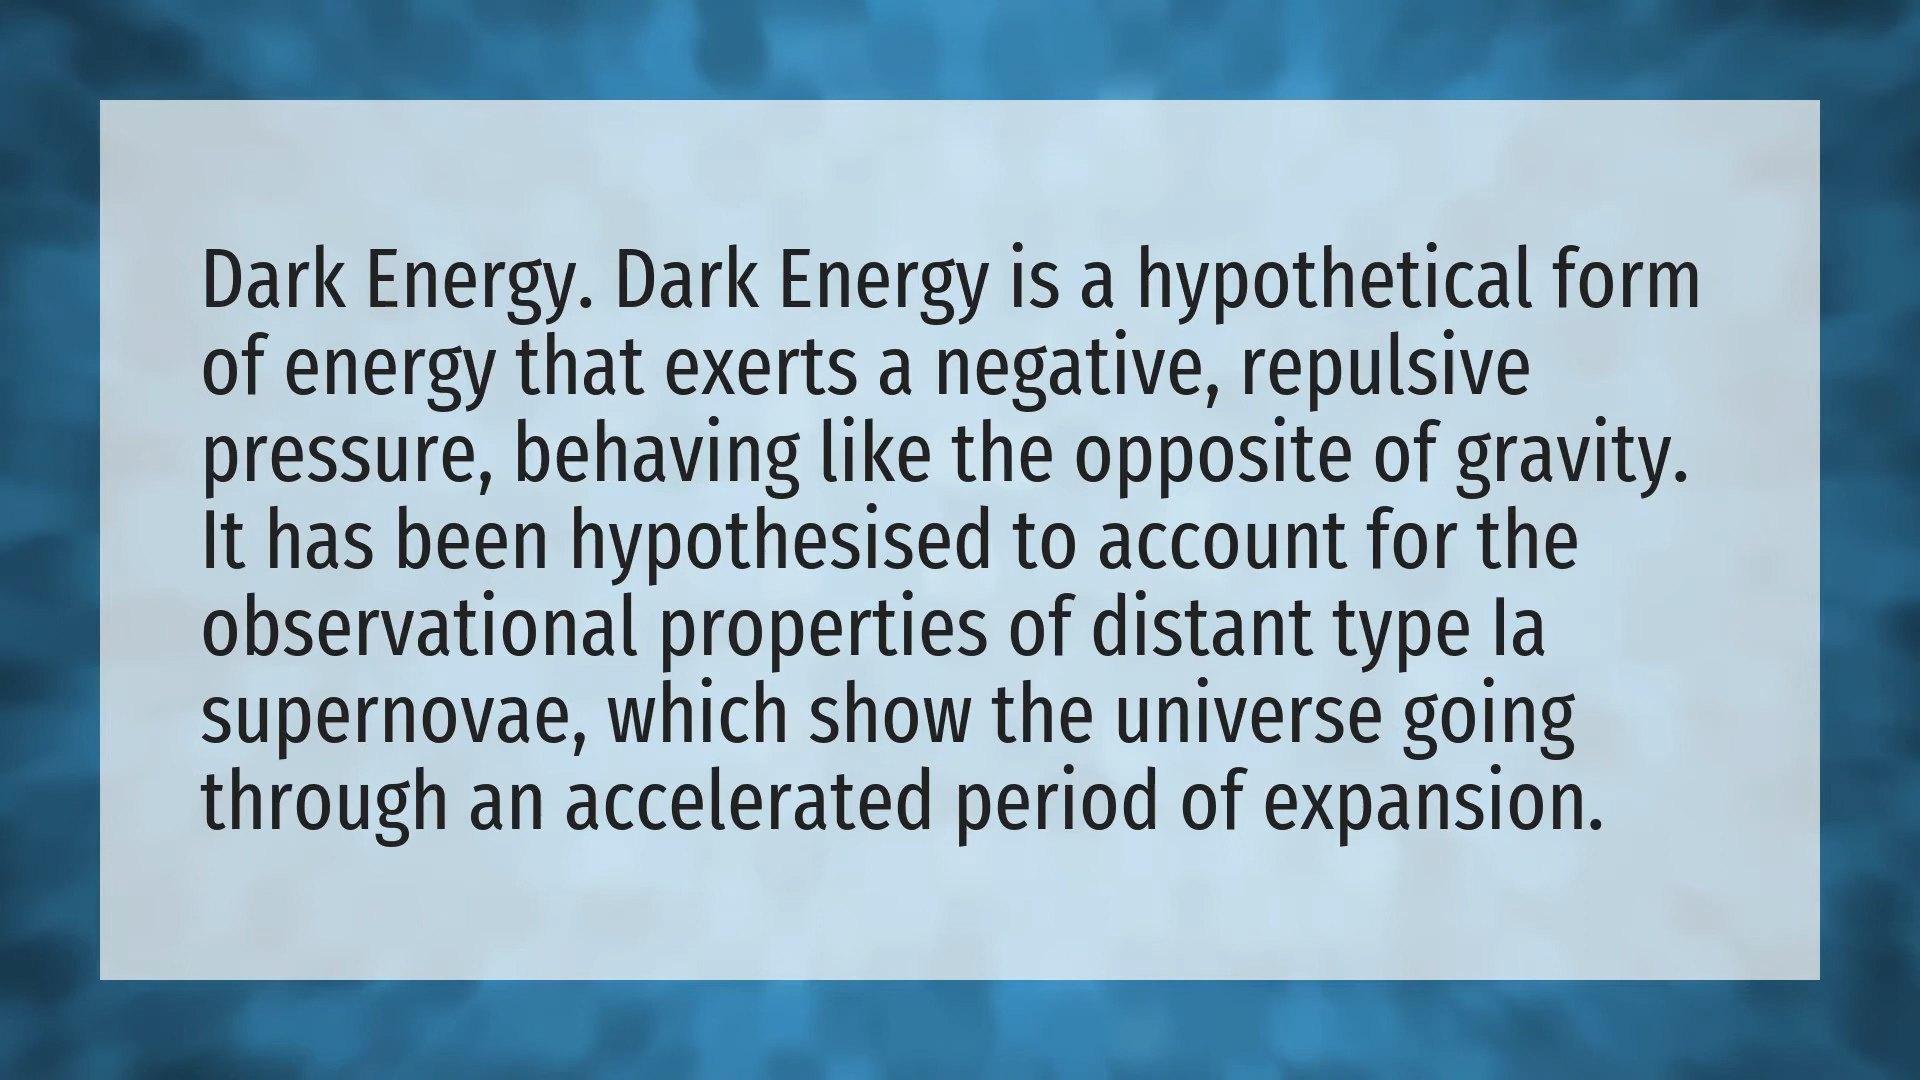 Dark Energy. Dark Energy is a hypothetical form
of energy that exerts a negative, repulsive
pressure, behaving like the opposite of gravity.
It has been hypothesised to account for the
observational properties of distant type Ia
supernovae, which show the universe going
through an accelerated period of expansion.